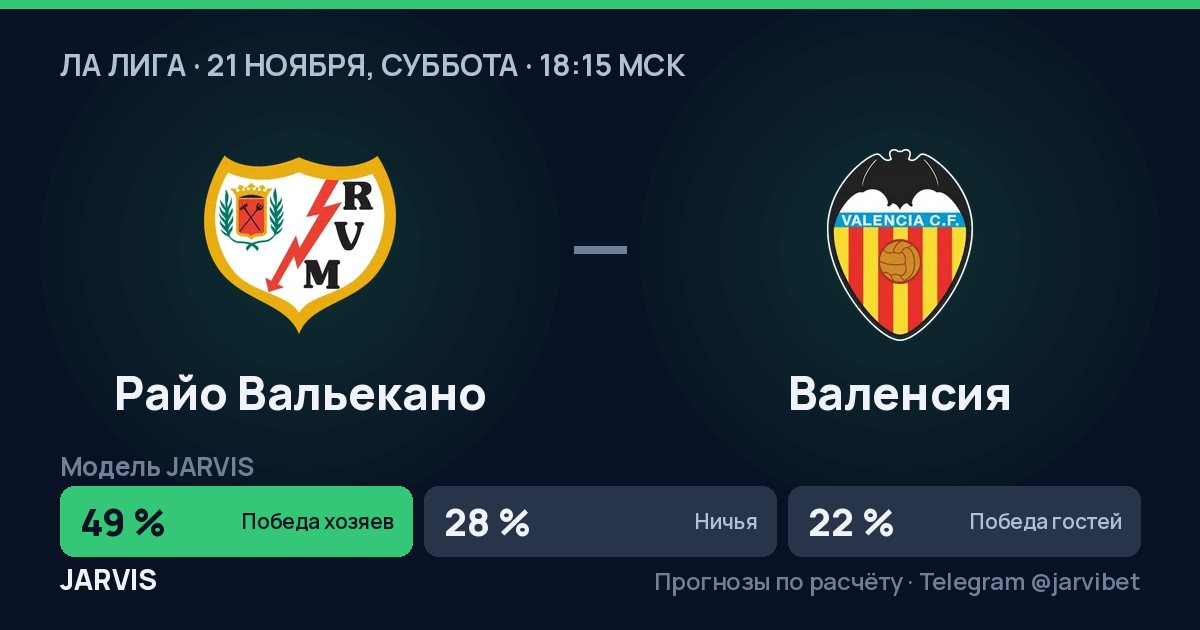 ЛА ЛИГА · 21 НОЯБРЯ, СУББОТА · 18:15 МСК
R
V
M
VALENCIA C.F.
Райо Вальекано
Валенсия
Модель JARVIS
49 % Победа хозяев
28 % Ничья
22 % Победа гостей
JARVIS
Прогнозы по расчёту · Telegram @jarvibet